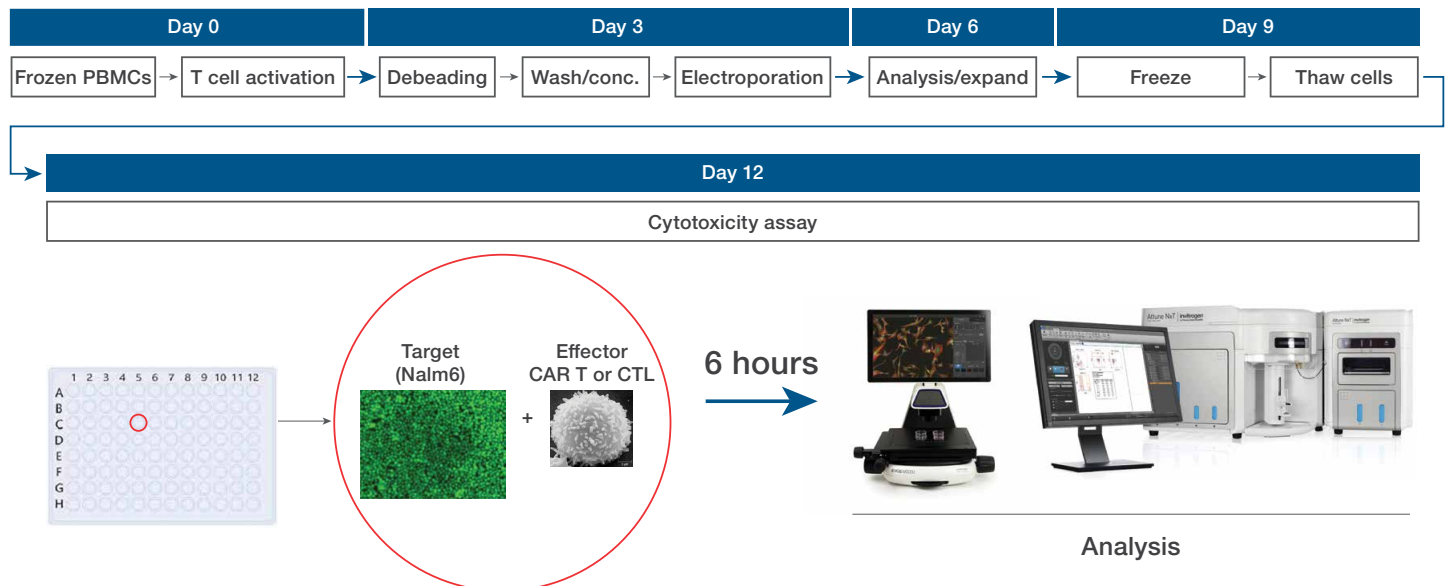 Day 0
Day 3
Day 6
Day 9
Frozen PBMCs
T cell activation
Debeading
Wash/conc.
Electroporation
Analysis/expand
Freeze
Thaw cells
Day 12
Cytotoxicity assay
1 2 3 4 5 6 7 8 9 10 11 12
A
B
C
D
E
F
G
H
Target
(Nalm6)
+
Effector
CAR T or CTL
6 hours
Attune NxT invitrogen
Attune NxT invitrogen
Analysis